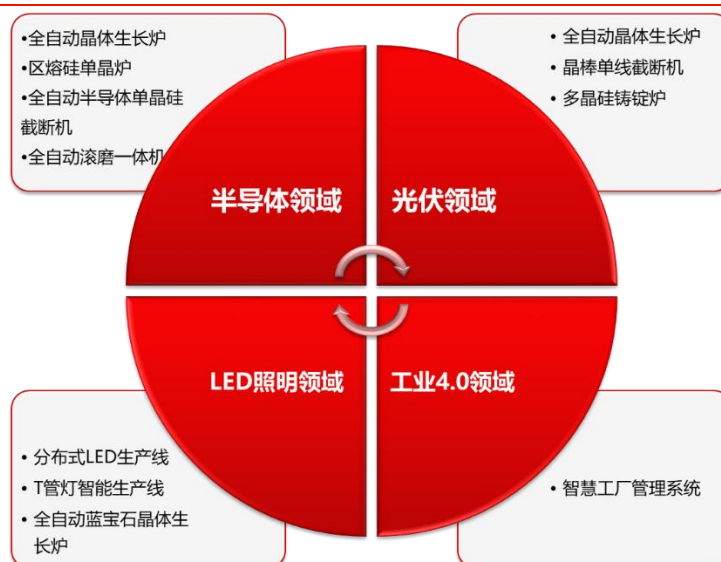 •全自动晶体生长炉
•区熔硅单晶炉
•全自动半导体单晶硅
截断机
•全自动滚磨一体机
• 全自动晶体生长炉
• 晶棒单线截断机
• 多晶硅铸锭炉
半导体领域
光伏领域
LED照明领域
工业4.0领域
• 分布式LED生产线
• T管灯智能生产线
• 全自动蓝宝石晶体生
长炉
• 智慧工厂管理系统